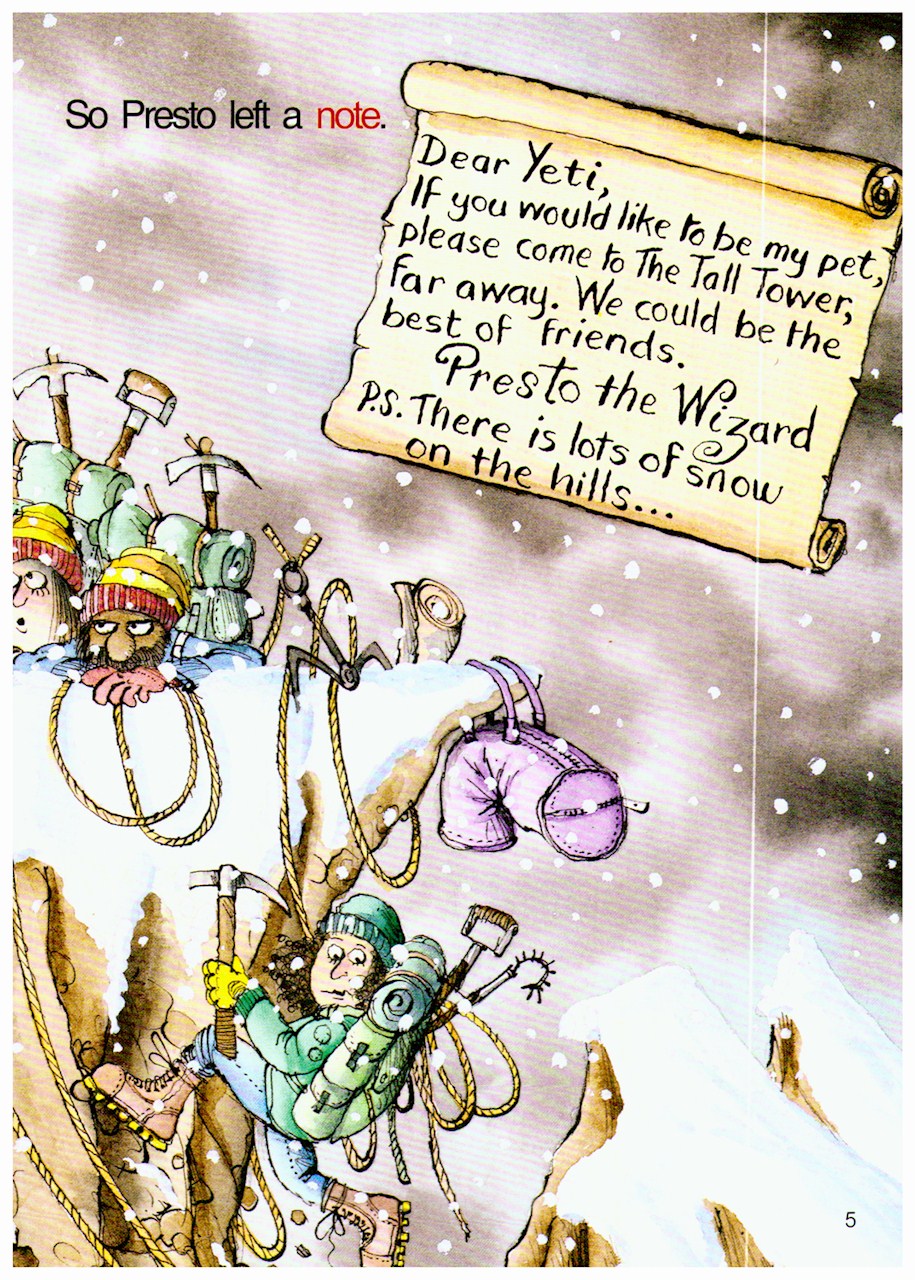 So Presto left a note.
Dear Yeti,
If you would like to be my pet,
please come to The Tall Tower,
far away. We could be the
best of friends.
Presto the Wizard
P.S. There is lots of snow
on the hills...
5